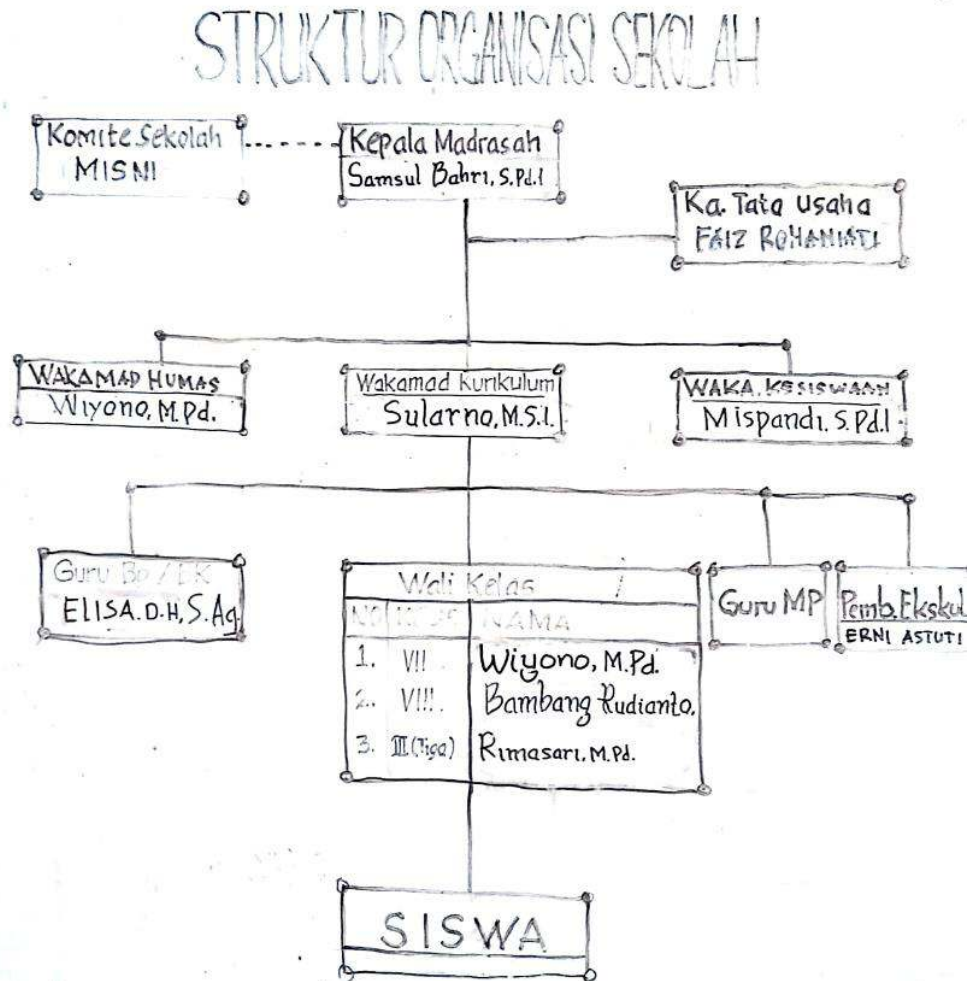 STRUKTUR ORGANISASI SEKOLAH
Komite Sekolah
MISNI
Kepala Madrasah
Samsul Bahri, S.Pd.I
Ka. Tata Usaha
FAIZ ROHANIATI
WAKAMAD HUMAS
Wiyono, M.Pd.
Wakamad Kurikulum
Sularno, M.S.I.
WAKA. KESISWAAN
Mispandi. S.Pd.I
Guru BP / BK
ELISA.D.H, S.Ag.
Wali Kelas
NO KELAS NAMA
1. VII Wiyono, M.Pd.
2. VIII. Bambang Rudianto.
3. III (Tiga) Rimasari, M.Pd.
Guru MP
Pemb. Ekskul
ERNI ASTUTI
SISWA